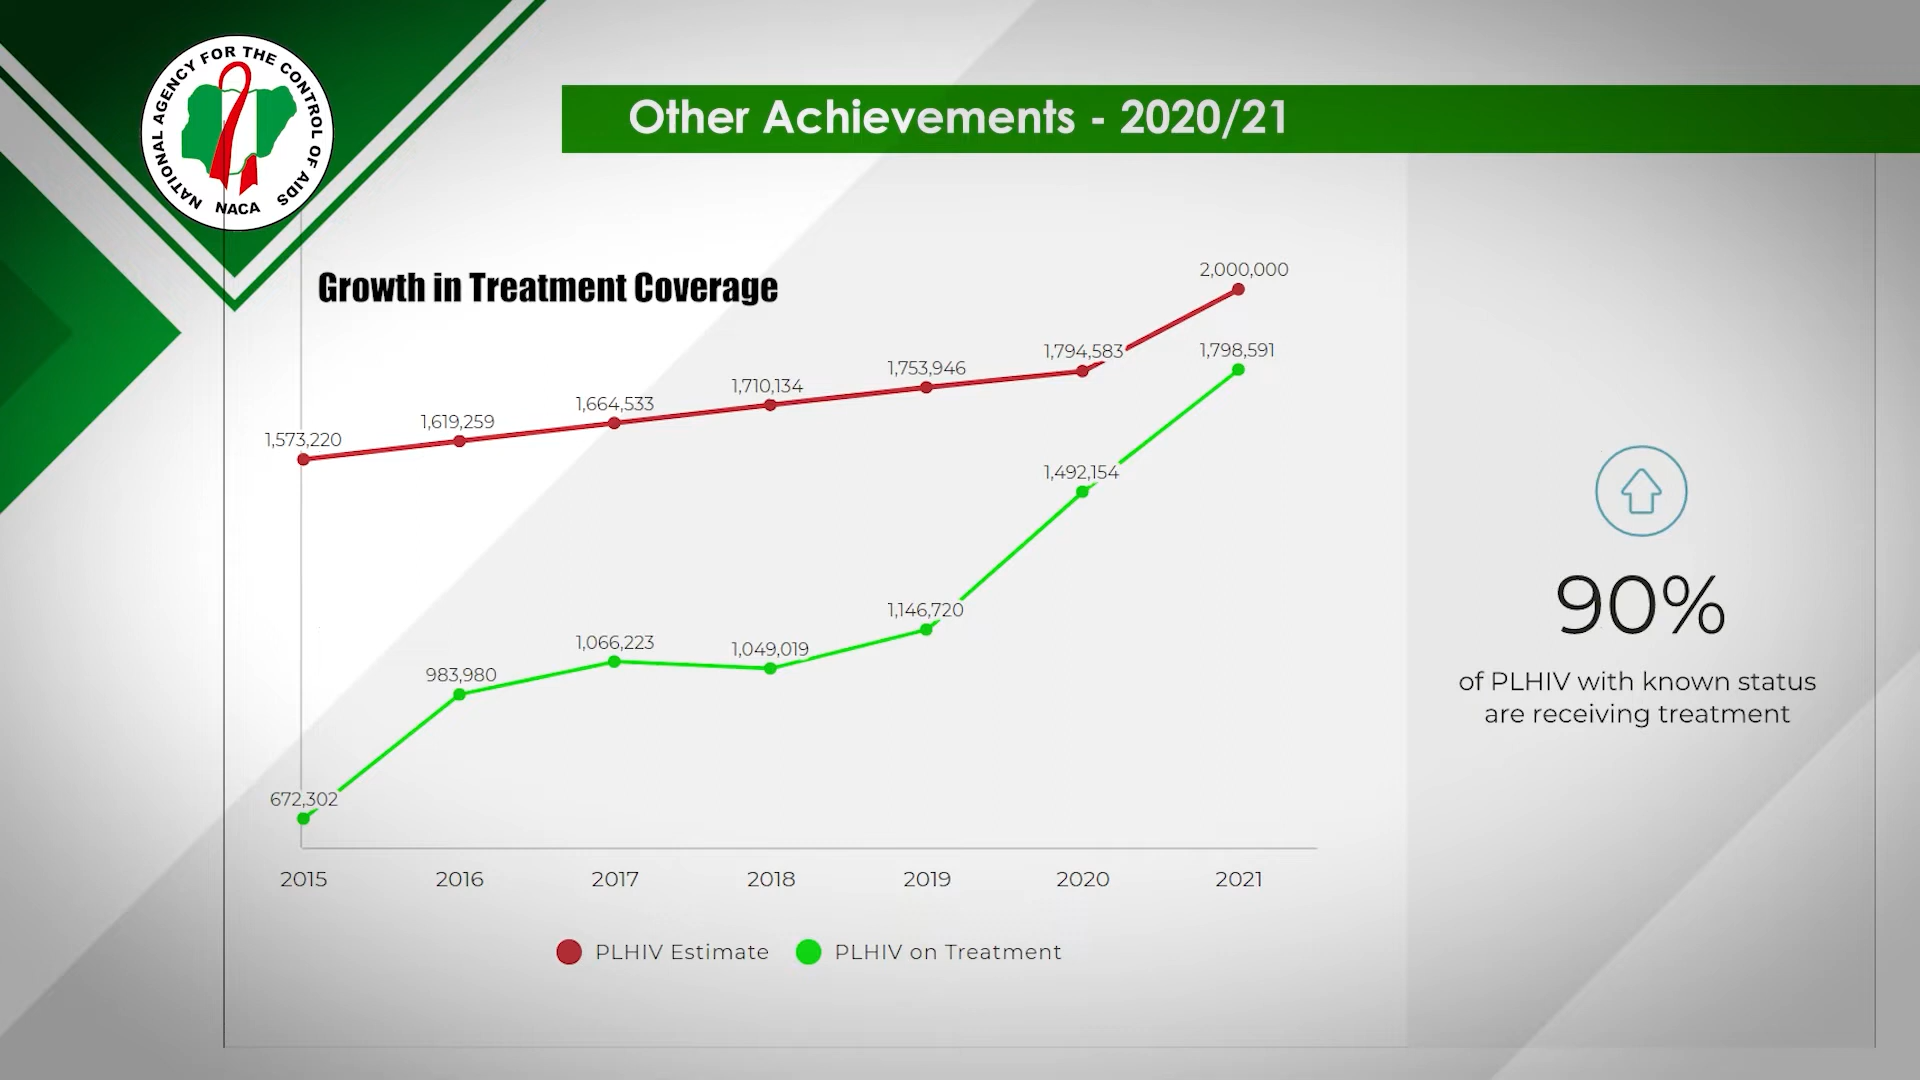 NATIONAL AGENCY FOR THE CONTROL OF AIDS
NACA
Other Achievements - 2020/21
Growth in Treatment Coverage
2,000,000
1,798,591
1,794,583
1,753,946
1,710,134
1,664,533
1,619,259
1,573,220
1,492,154
1,146,720
1,066,223
1,049,019
983,980
672,302
2015 2016 2017 2018 2019 2020 2021
PLHIV Estimate PLHIV on Treatment
90%
of PLHIV with known status
are receiving treatment